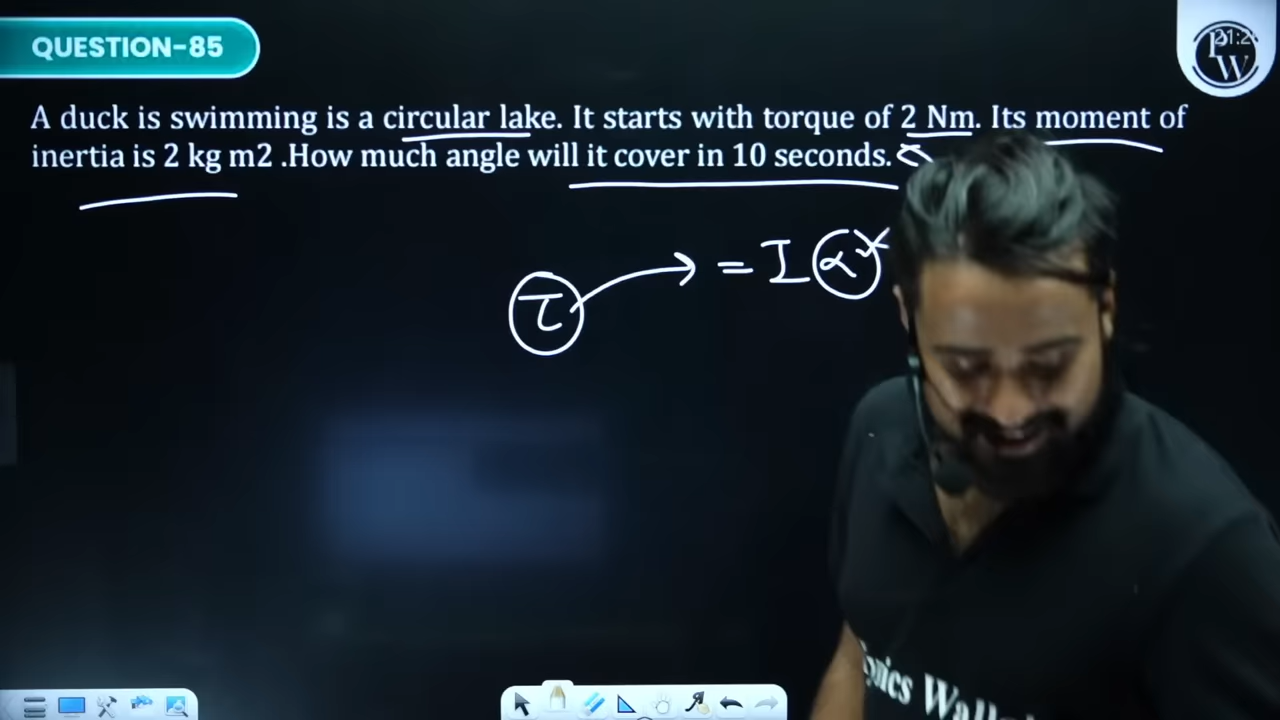 QUESTION-85
A duck is swimming is a circular lake. It starts with torque of 2 Nm. Its moment of
inertia is 2 kg m2 .How much angle will it cover in 10 seconds.
τ → = I α
PW